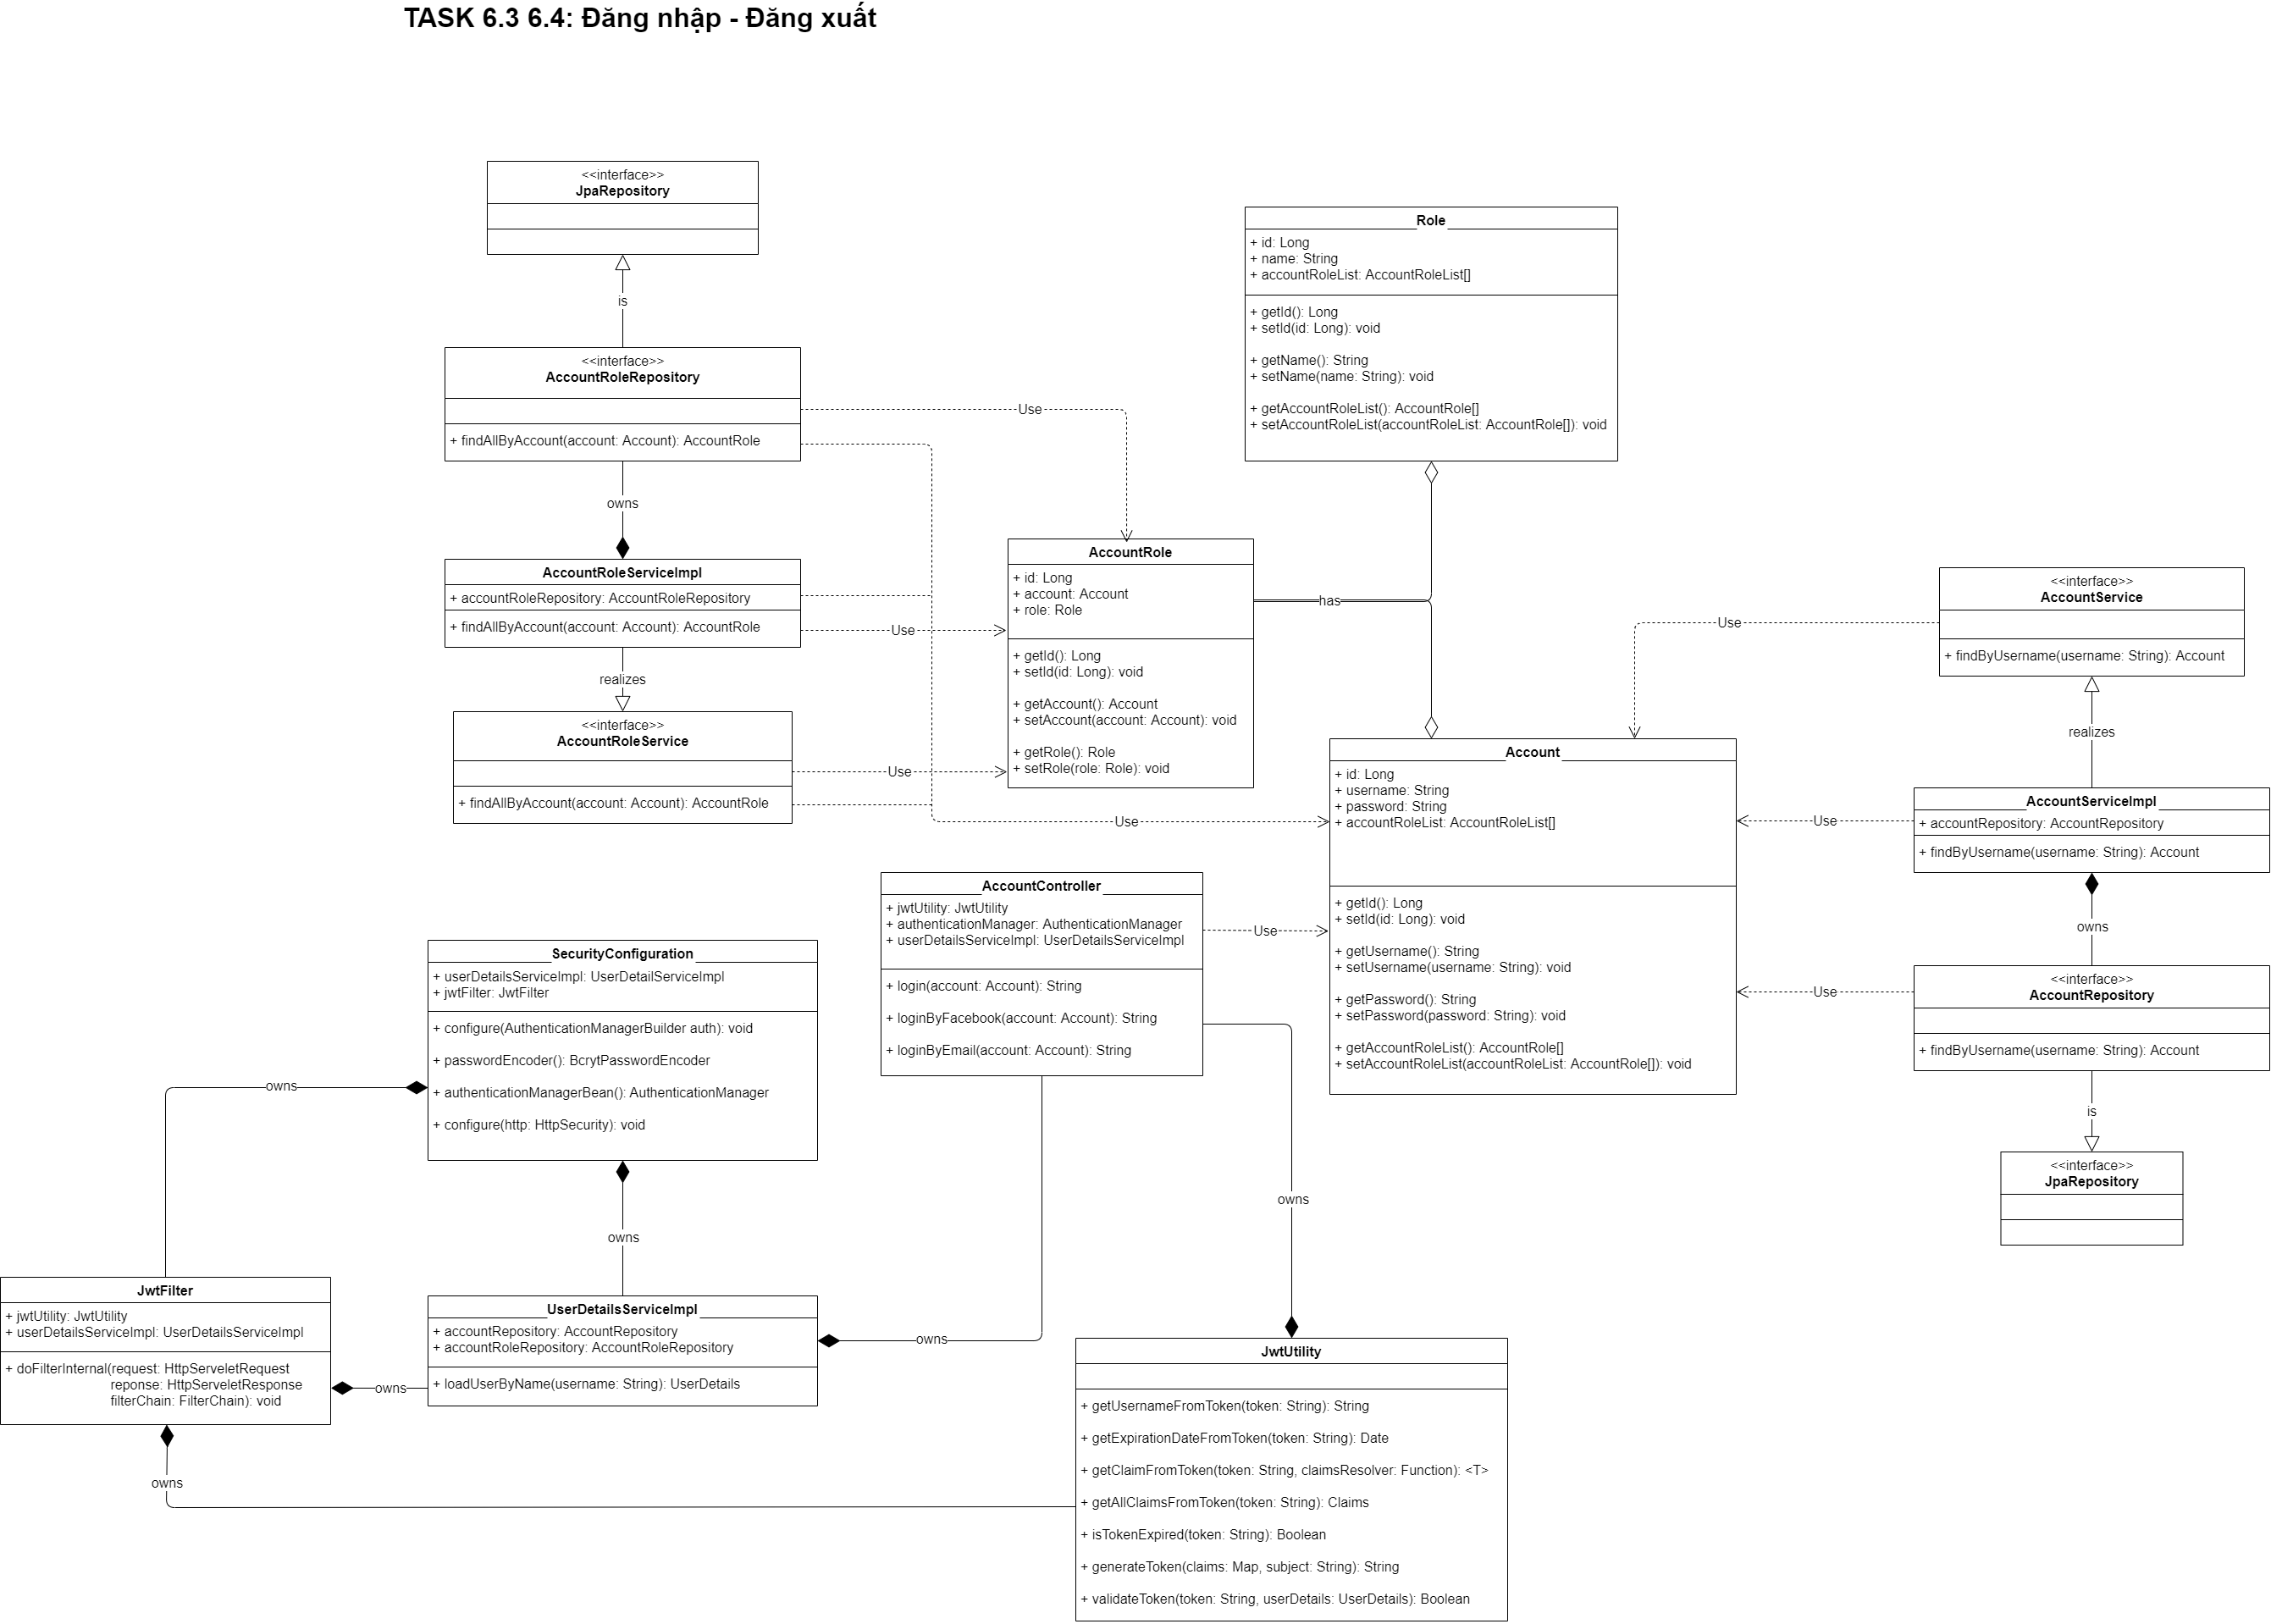 TASK 6.3 6.4: Đăng nhập - Đăng xuất
<<interface>>
JpaRepository
is
<<interface>>
AccountRoleRepository
+ findAllByAccount(account: Account): AccountRole
owns
AccountRoleServiceImpl
+ accountRoleRepository: AccountRoleRepository
+ findAllByAccount(account: Account): AccountRole
realizes
<<interface>>
AccountRoleService
+ findAllByAccount(account: Account): AccountRole
Use
Use
Use
Use
Role
+ id: Long
+ name: String
+ accountRoleList: AccountRoleList[]
+ getId(): Long
+ setId(id: Long): void
+ getName(): String
+ setName(name: String): void
+ getAccountRoleList(): AccountRole[]
+ setAccountRoleList(accountRoleList: AccountRole[]): void
AccountRole
+ id: Long
+ account: Account
+ role: Role
+ getId(): Long
+ setId(id: Long): void
+ getAccount(): Account
+ setAccount(account: Account): void
+ getRole(): Role
+ setRole(role: Role): void
has
Account
+ id: Long
+ username: String
+ password: String
+ accountRoleList: AccountRoleList[]
+ getId(): Long
+ setId(id: Long): void
+ getUsername(): String
+ setUsername(username: String): void
+ getPassword(): String
+ setPassword(password: String): void
+ getAccountRoleList(): AccountRole[]
+ setAccountRoleList(accountRoleList: AccountRole[]): void
Use
Use
Use
<<interface>>
AccountService
+ findByUsername(username: String): Account
realizes
AccountServiceImpl
+ accountRepository: AccountRepository
+ findByUsername(username: String): Account
owns
<<interface>>
AccountRepository
+ findByUsername(username: String): Account
is
<<interface>>
JpaRepository
AccountController
+ jwtUtility: JwtUtility
+ authenticationManager: AuthenticationManager
+ userDetailsServiceImpl: UserDetailsServiceImpl
+ login(account: Account): String
+ loginByFacebook(account: Account): String
+ loginByEmail(account: Account): String
Use
owns
SecurityConfiguration
+ userDetailsServiceImpl: UserDetailServiceImpl
+ jwtFilter: JwtFilter
+ configure(AuthenticationManagerBuilder auth): void
+ passwordEncoder(): BcrytPasswordEncoder
+ authenticationManagerBean(): AuthenticationManager
+ configure(http: HttpSecurity): void
owns
owns
JwtFilter
+ jwtUtility: JwtUtility
+ userDetailsServiceImpl: UserDetailsServiceImpl
+ doFilterInternal(request: HttpServeletRequest
reponse: HttpServeletResponse
filterChain: FilterChain): void
owns
UserDetailsServiceImpl
+ accountRepository: AccountRepository
+ accountRoleRepository: AccountRoleRepository
+ loadUserByName(username: String): UserDetails
owns
owns
JwtUtility
+ getUsernameFromToken(token: String): String
+ getExpirationDateFromToken(token: String): Date
+ getClaimFromToken(token: String, claimsResolver: Function): <T>
+ getAllClaimsFromToken(token: String): Claims
+ isTokenExpired(token: String): Boolean
+ generateToken(claims: Map, subject: String): String
+ validateToken(token: String, userDetails: UserDetails): Boolean